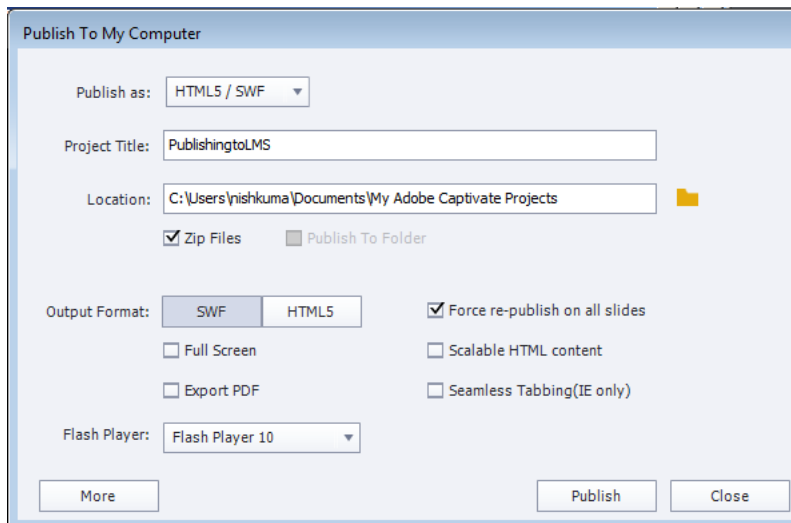 Publish To My Computer
Publish as: HTML5 / SWF
Project Title: PublishingtoLMS
Location: C:\Users\nishkuma\Documents\My Adobe Captivate Projects
Zip Files Publish To Folder
Output Format: SWF HTML5 Force re-publish on all slides
Full Screen Scalable HTML content
Export PDF Seamless Tabbing(IE only)
Flash Player: Flash Player 10
More Publish Close